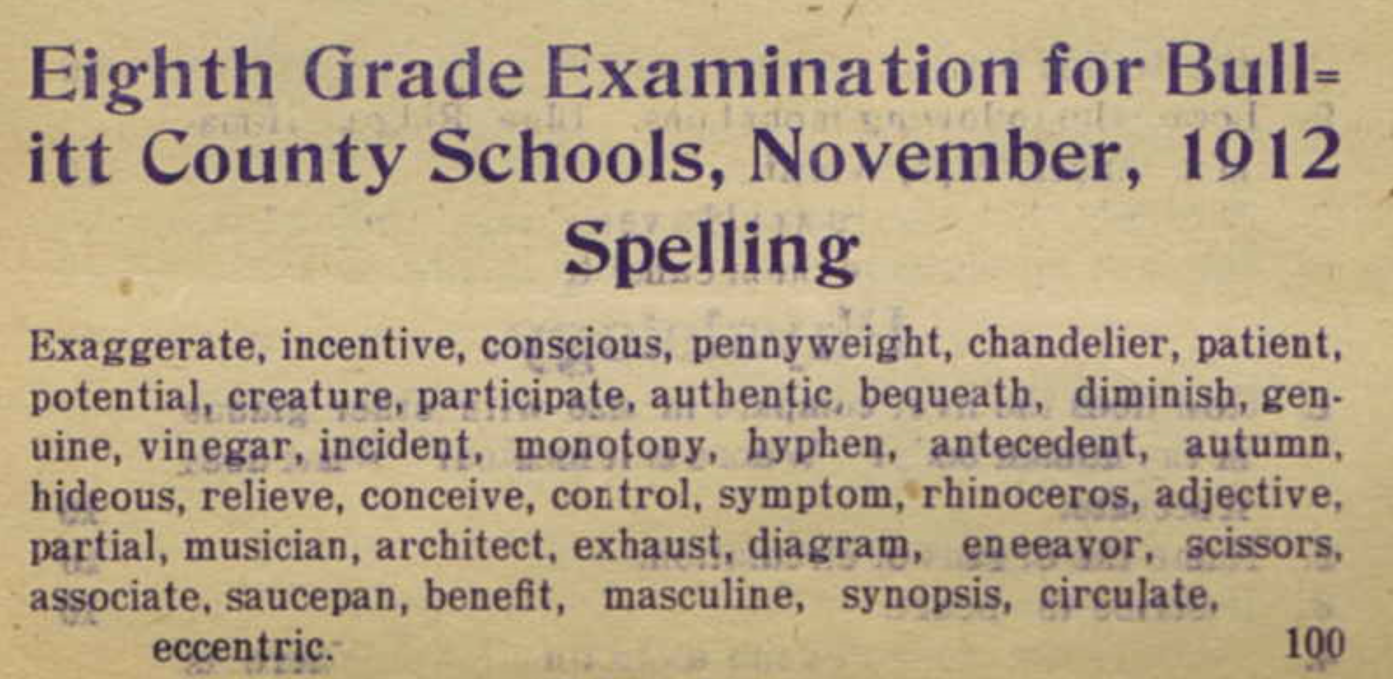 Eighth Grade Examination for Bull=
itt County Schools, November, 1912
Spelling
Exaggerate, incentive, conscious, pennyweight, chandelier, patient,
potential, creature, participate, authentic, bequeath, diminish, gen-
uine, vinegar, incident, monotony, hyphen, antecedent, autumn,
hideous, relieve, conceive, control, symptom, rhinoceros, adjective,
partial, musician, architect, exhaust, diagram, eneeavor, scissors,
associate, saucepan, benefit, masculine, synopsis, circulate,
eccentric. 100